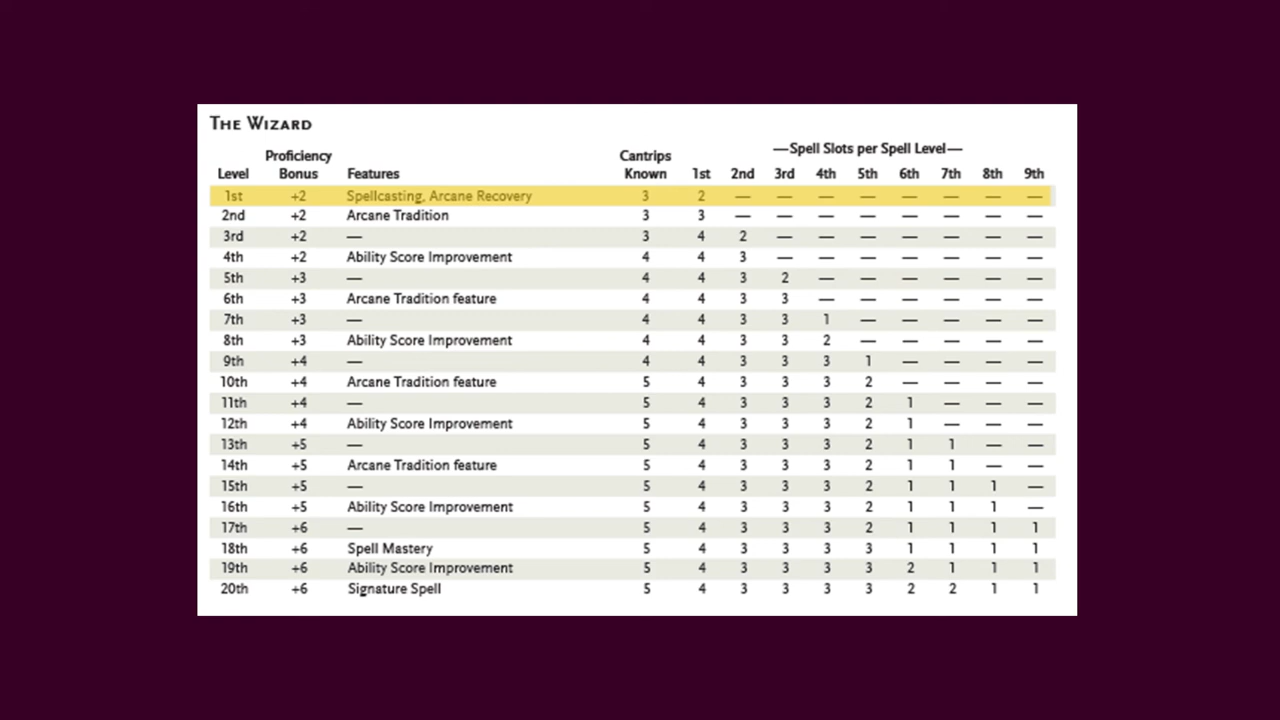 THE WIZARD
—Spell Slots per Spell Level—
Proficiency Cantrips
Level Bonus Features Known 1st 2nd 3rd 4th 5th 6th 7th 8th 9th
1st +2 Spellcasting, Arcane Recovery 3 2 — — — — — — — —
2nd +2 Arcane Tradition 3 3 — — — — — — — —
3rd +2 — 3 4 2 — — — — — — —
4th +2 Ability Score Improvement 4 4 3 — — — — — — —
5th +3 — 4 4 3 2 — — — — — —
6th +3 Arcane Tradition feature 4 4 3 3 — — — — — —
7th +3 — 4 4 3 3 1 — — — — —
8th +3 Ability Score Improvement 4 4 3 3 2 — — — — —
9th +4 — 4 4 3 3 3 1 — — — —
10th +4 Arcane Tradition feature 5 4 3 3 3 2 — — — —
11th +4 — 5 4 3 3 3 2 1 — — —
12th +4 Ability Score Improvement 5 4 3 3 3 2 1 — — —
13th +5 — 5 4 3 3 3 2 1 1 — —
14th +5 Arcane Tradition feature 5 4 3 3 3 2 1 1 — —
15th +5 — 5 4 3 3 3 2 1 1 1 —
16th +5 Ability Score Improvement 5 4 3 3 3 2 1 1 1 —
17th +6 — 5 4 3 3 3 2 1 1 1 1
18th +6 Spell Mastery 5 4 3 3 3 3 1 1 1 1
19th +6 Ability Score Improvement 5 4 3 3 3 3 2 1 1 1
20th +6 Signature Spell 5 4 3 3 3 3 2 2 1 1